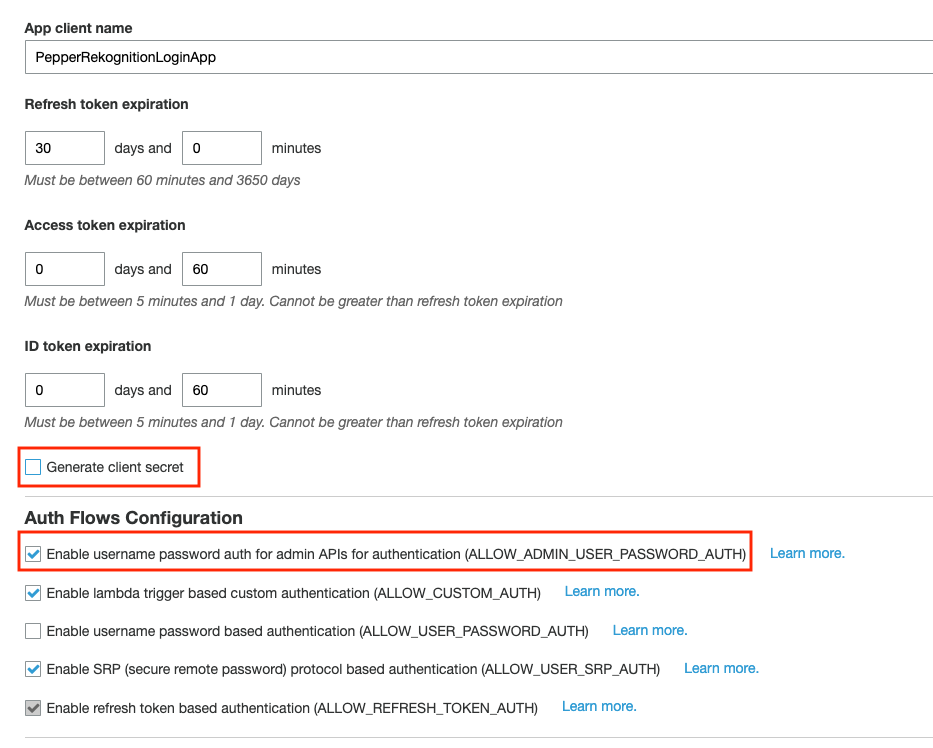 App client name
PepperRekognitionLoginApp
Refresh token expiration
30 days and 0 minutes
Must be between 60 minutes and 3650 days
Access token expiration
0 days and 60 minutes
Must be between 5 minutes and 1 day. Cannot be greater than refresh token expiration
ID token expiration
0 days and 60 minutes
Must be between 5 minutes and 1 day. Cannot be greater than refresh token expiration
Generate client secret
Auth Flows Configuration
Enable username password auth for admin APIs for authentication (ALLOW_ADMIN_USER_PASSWORD_AUTH) Learn more.
Enable lambda trigger based custom authentication (ALLOW_CUSTOM_AUTH) Learn more.
Enable username password based authentication (ALLOW_USER_PASSWORD_AUTH) Learn more.
Enable SRP (secure remote password) protocol based authentication (ALLOW_USER_SRP_AUTH) Learn more.
Enable refresh token based authentication (ALLOW_REFRESH_TOKEN_AUTH) Learn more.